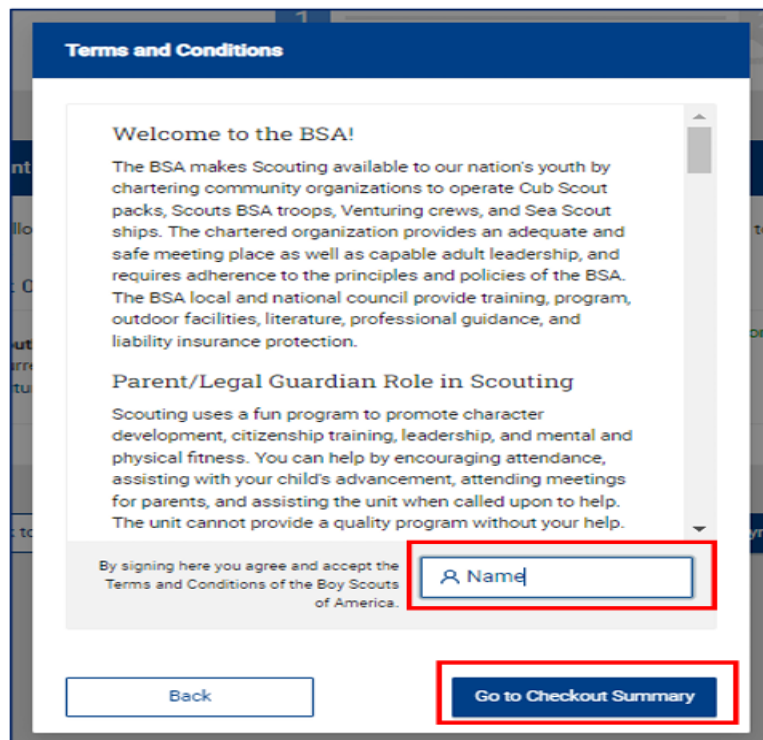 1
Terms and Conditions
Welcome to the BSA!
The BSA makes Scouting available to our nation's youth by
chartering community organizations to operate Cub Scout
packs, Scouts BSA troops, Venturing crews, and Sea Scout
ships. The chartered organization provides an adequate and
safe meeting place as well as capable adult leadership, and
requires adherence to the principles and policies of the BSA.
The BSA local and national council provide training, program,
outdoor facilities, literature, professional guidance, and
liability insurance protection.
Parent/Legal Guardian Role in Scouting
Scouting uses a fun program to promote character
development, citizenship training, leadership, and mental and
physical fitness. You can help by encouraging attendance,
assisting with your child's advancement, attending meetings
for parents, and assisting the unit when called upon to help.
The unit cannot provide a quality program without your help.
By signing here you agree and accept the
Terms and Conditions of the Boy Scouts
of America.
Name
Back
Go to Checkout Summary